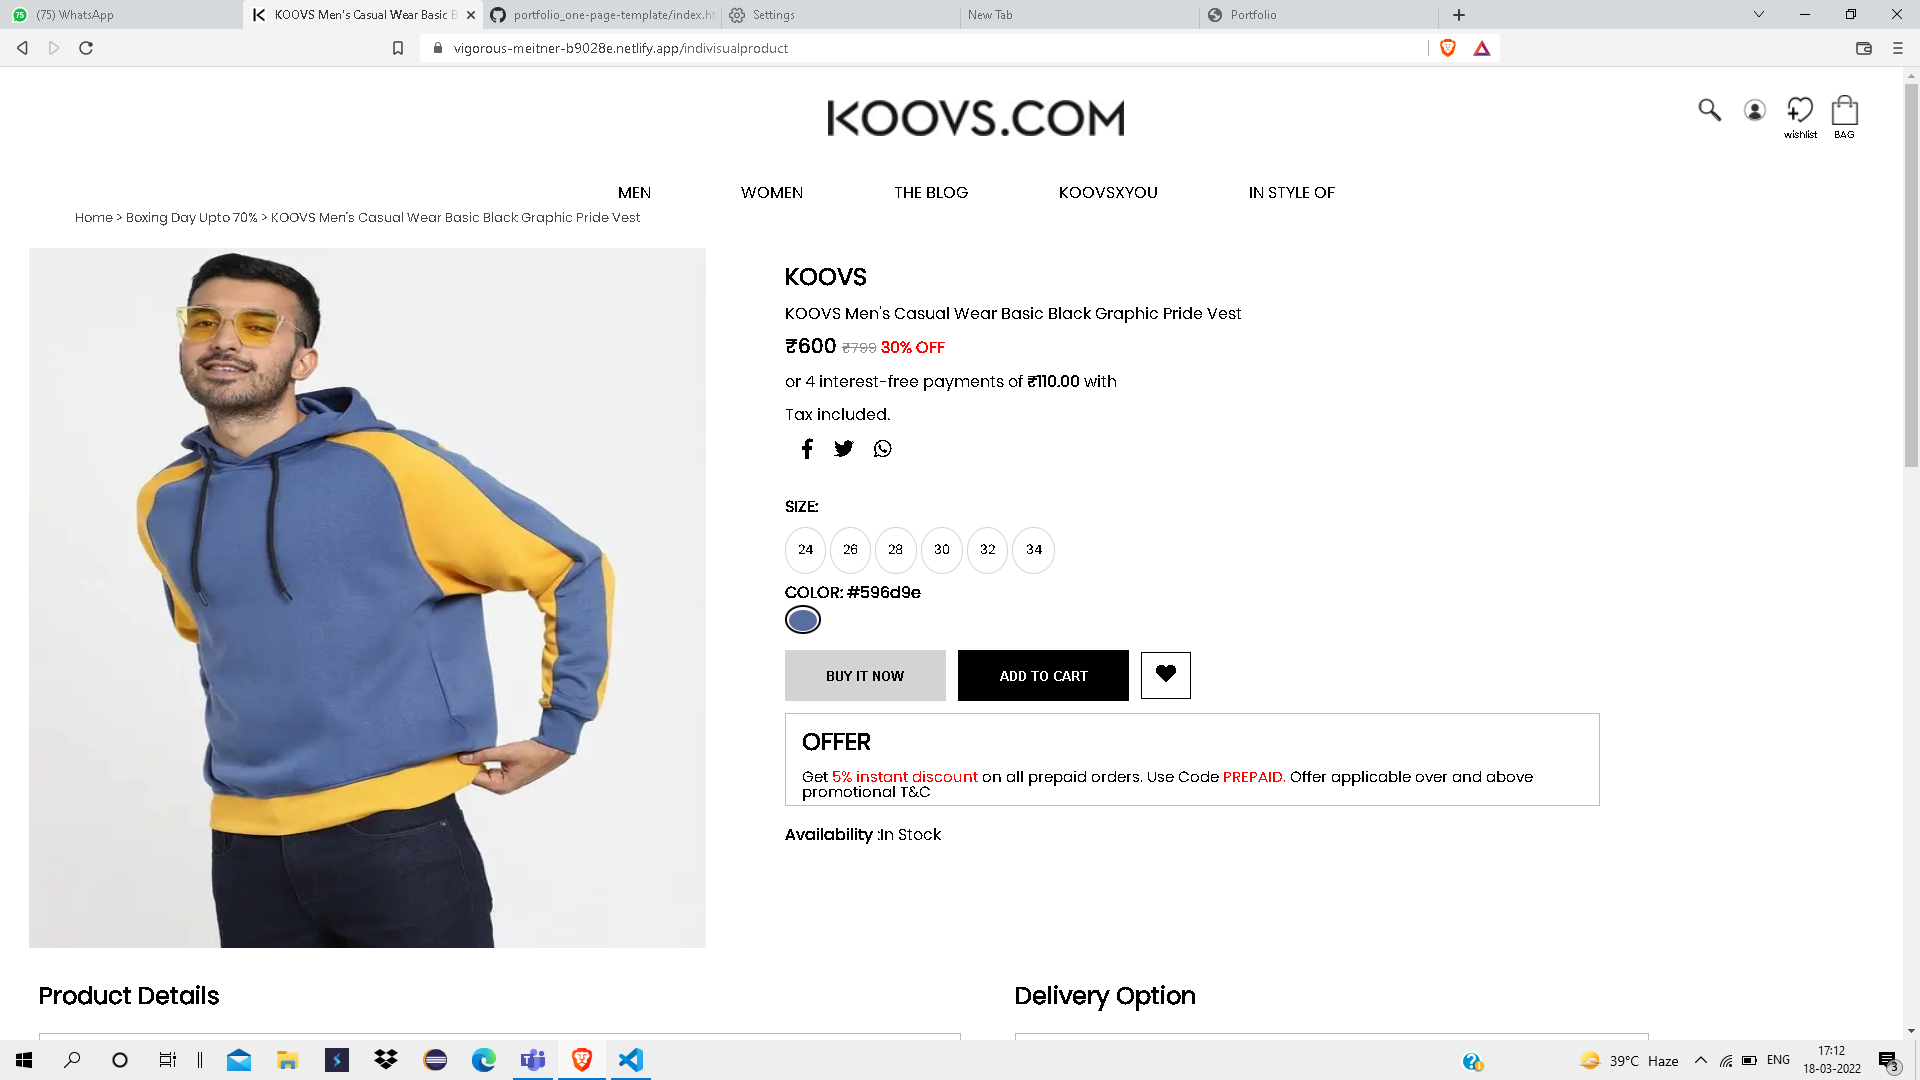 (75) WhatsApp
KOOVS Men's Casual Wear Basic B
portfolio_one-page-template/index.ht
Settings
New Tab
Portfolio
vigorous-meitner-b9028e.netlify.app/indivisualproduct
KOOVS.COM
wishlist
BAG
MEN
WOMEN
THE BLOG
KOOVSXYOU
IN STYLE OF
Home > Boxing Day Upto 70% > KOOVS Men's Casual Wear Basic Black Graphic Pride Vest
KOOVS
KOOVS Men's Casual Wear Basic Black Graphic Pride Vest
₹600 ₹799 30% OFF
or 4 interest-free payments of ₹110.00 with
Tax included.
SIZE:
24 26 28 30 32 34
COLOR: #596d9e
BUY IT NOW
ADD TO CART
OFFER
Get 5% instant discount on all prepaid orders. Use Code PREPAID. Offer applicable over and above
promotional T&C
Availability :In Stock
Product Details
Delivery Option
39°C Haze
ENG
17:12
18-03-2022
3